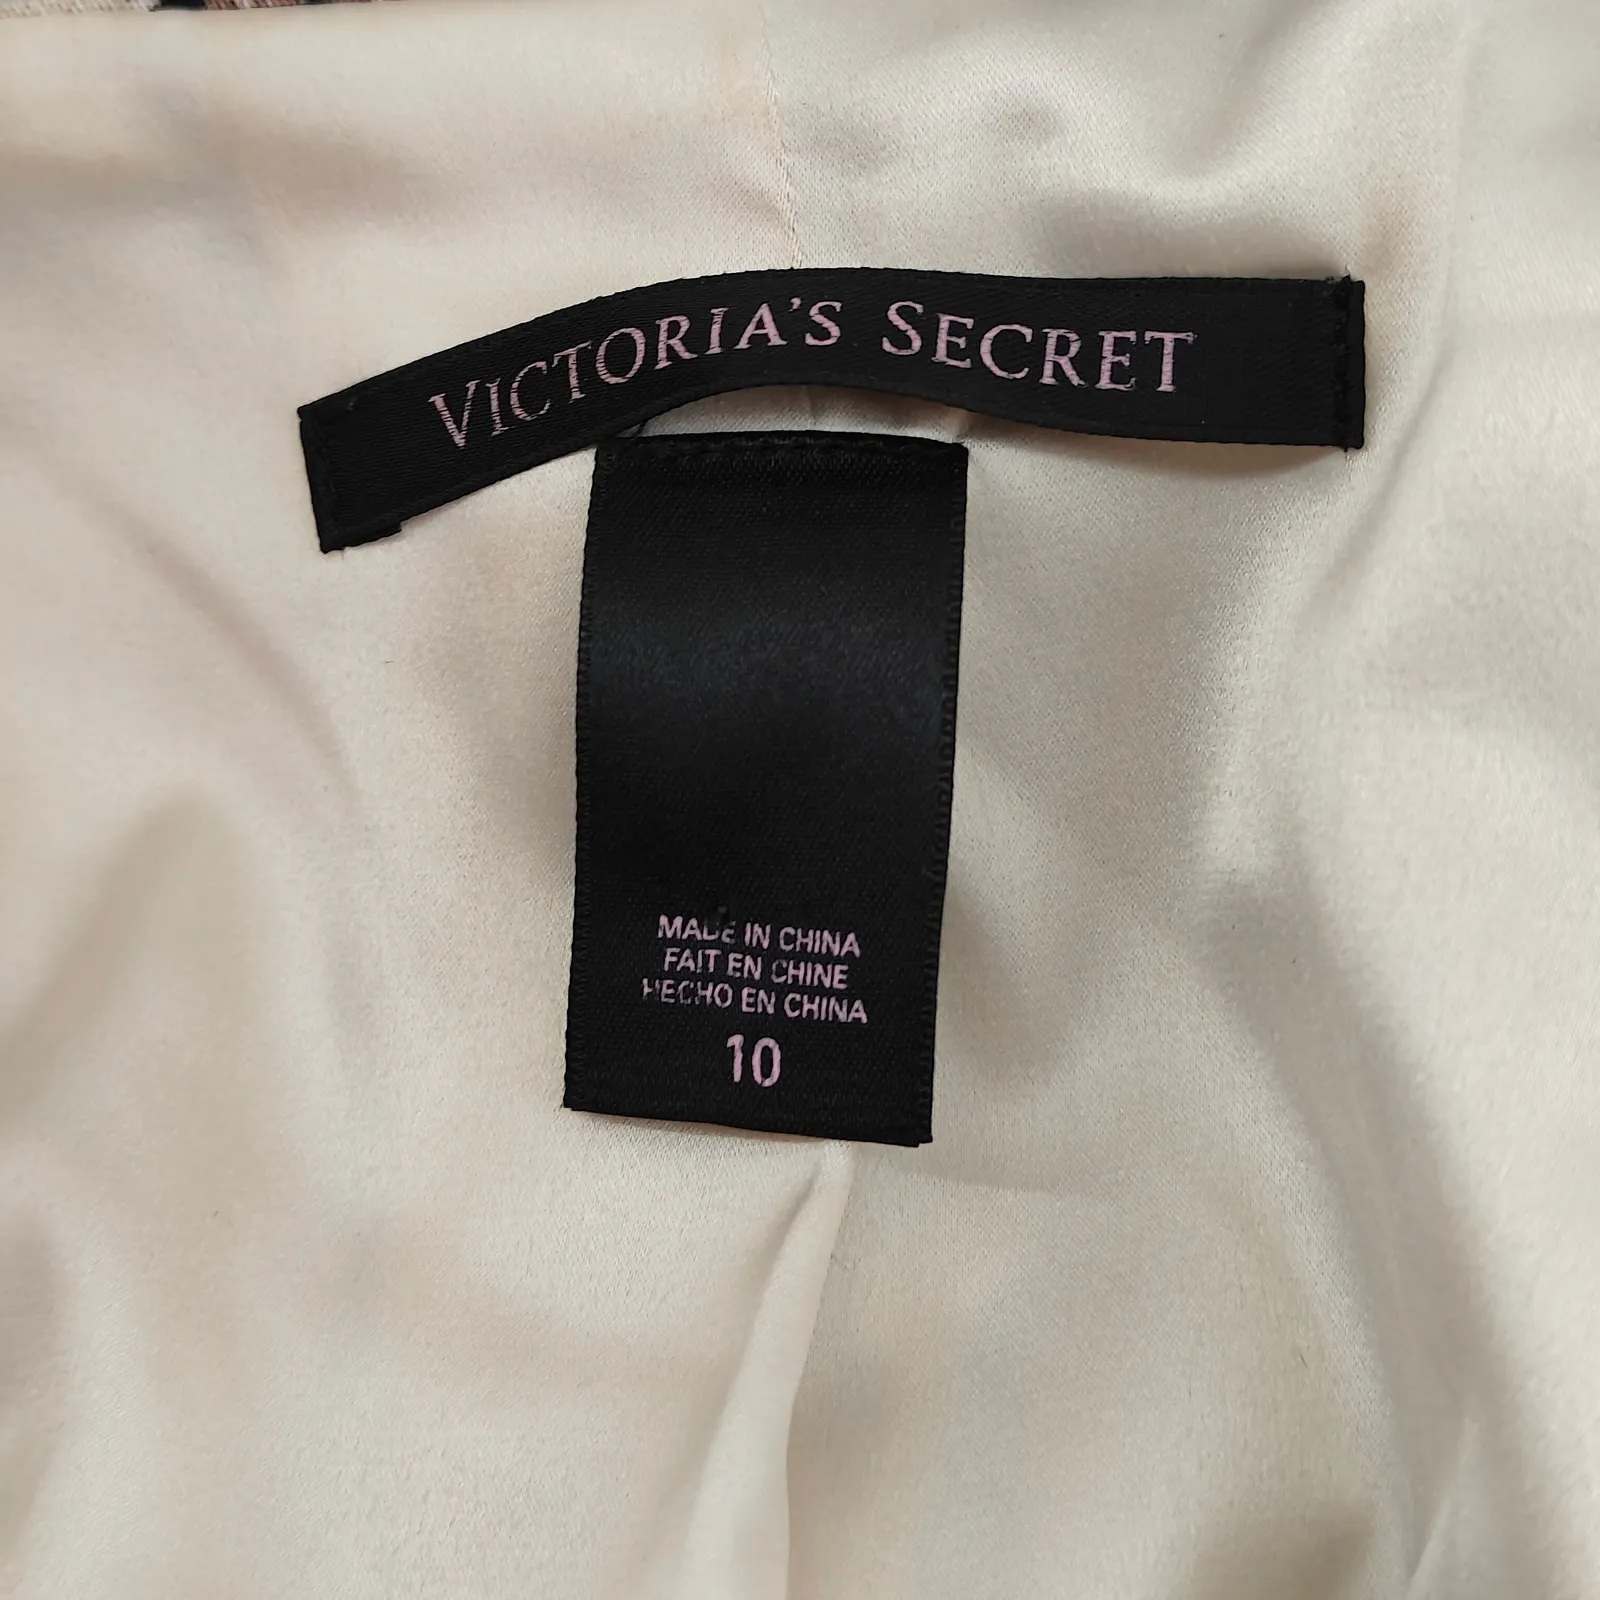 VICTORIA'S SECRET
MADE IN CHINA
FAIT EN CHINE
HECHO EN CHINA
10